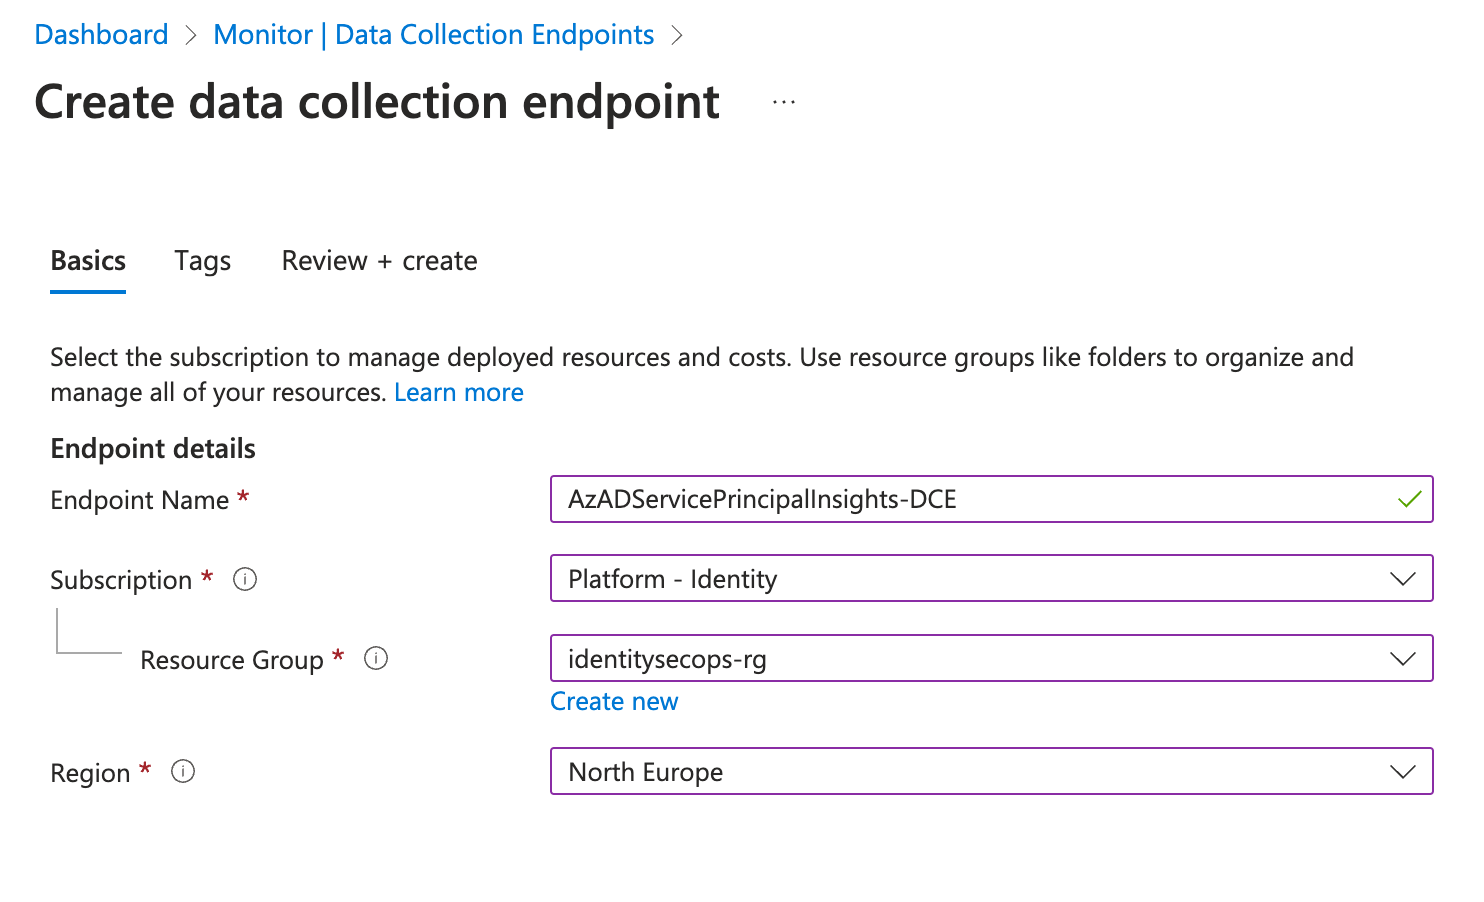 Dashboard > Monitor | Data Collection Endpoints >
Create data collection endpoint ...
Basics Tags Review + create
Select the subscription to manage deployed resources and costs. Use resource groups like folders to organize and
manage all of your resources. Learn more
Endpoint details
Endpoint Name * AzADServicePrincipalInsights-DCE
Subscription * Platform - Identity
Resource Group * identitysecops-rg
Create new
Region * North Europe